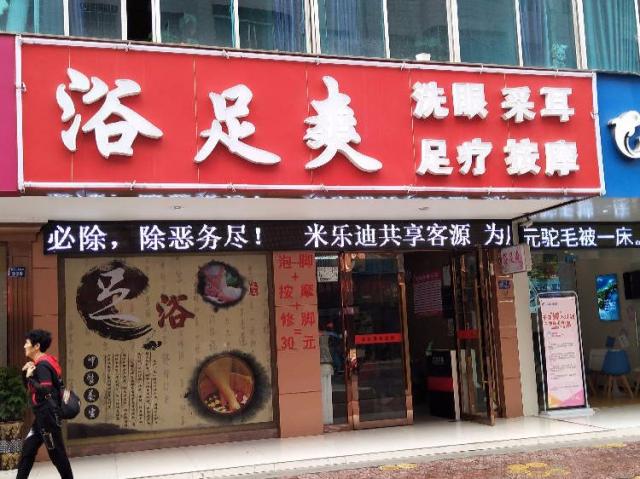 浴足爽
洗眼 采耳
足疗 按摩
必除，除恶务尽！ 米乐迪共享客源 为
元驼毛被一床。
足
浴
泡脚
+
按摩
+
修脚
=
30元